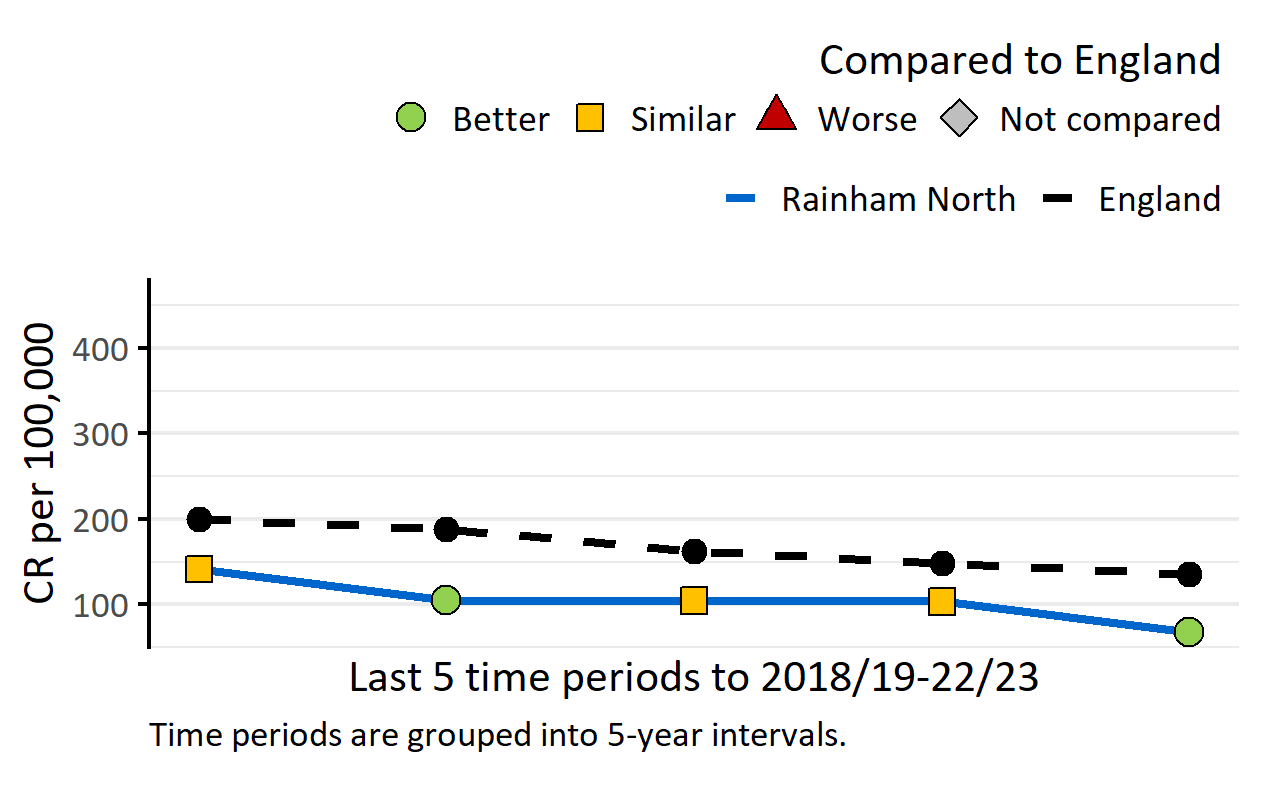 Compared to England
Better Similar Worse Not compared
Rainham North England
CR per 100,000
400
300
200
100
Last 5 time periods to 2018/19-22/23
Time periods are grouped into 5-year intervals.